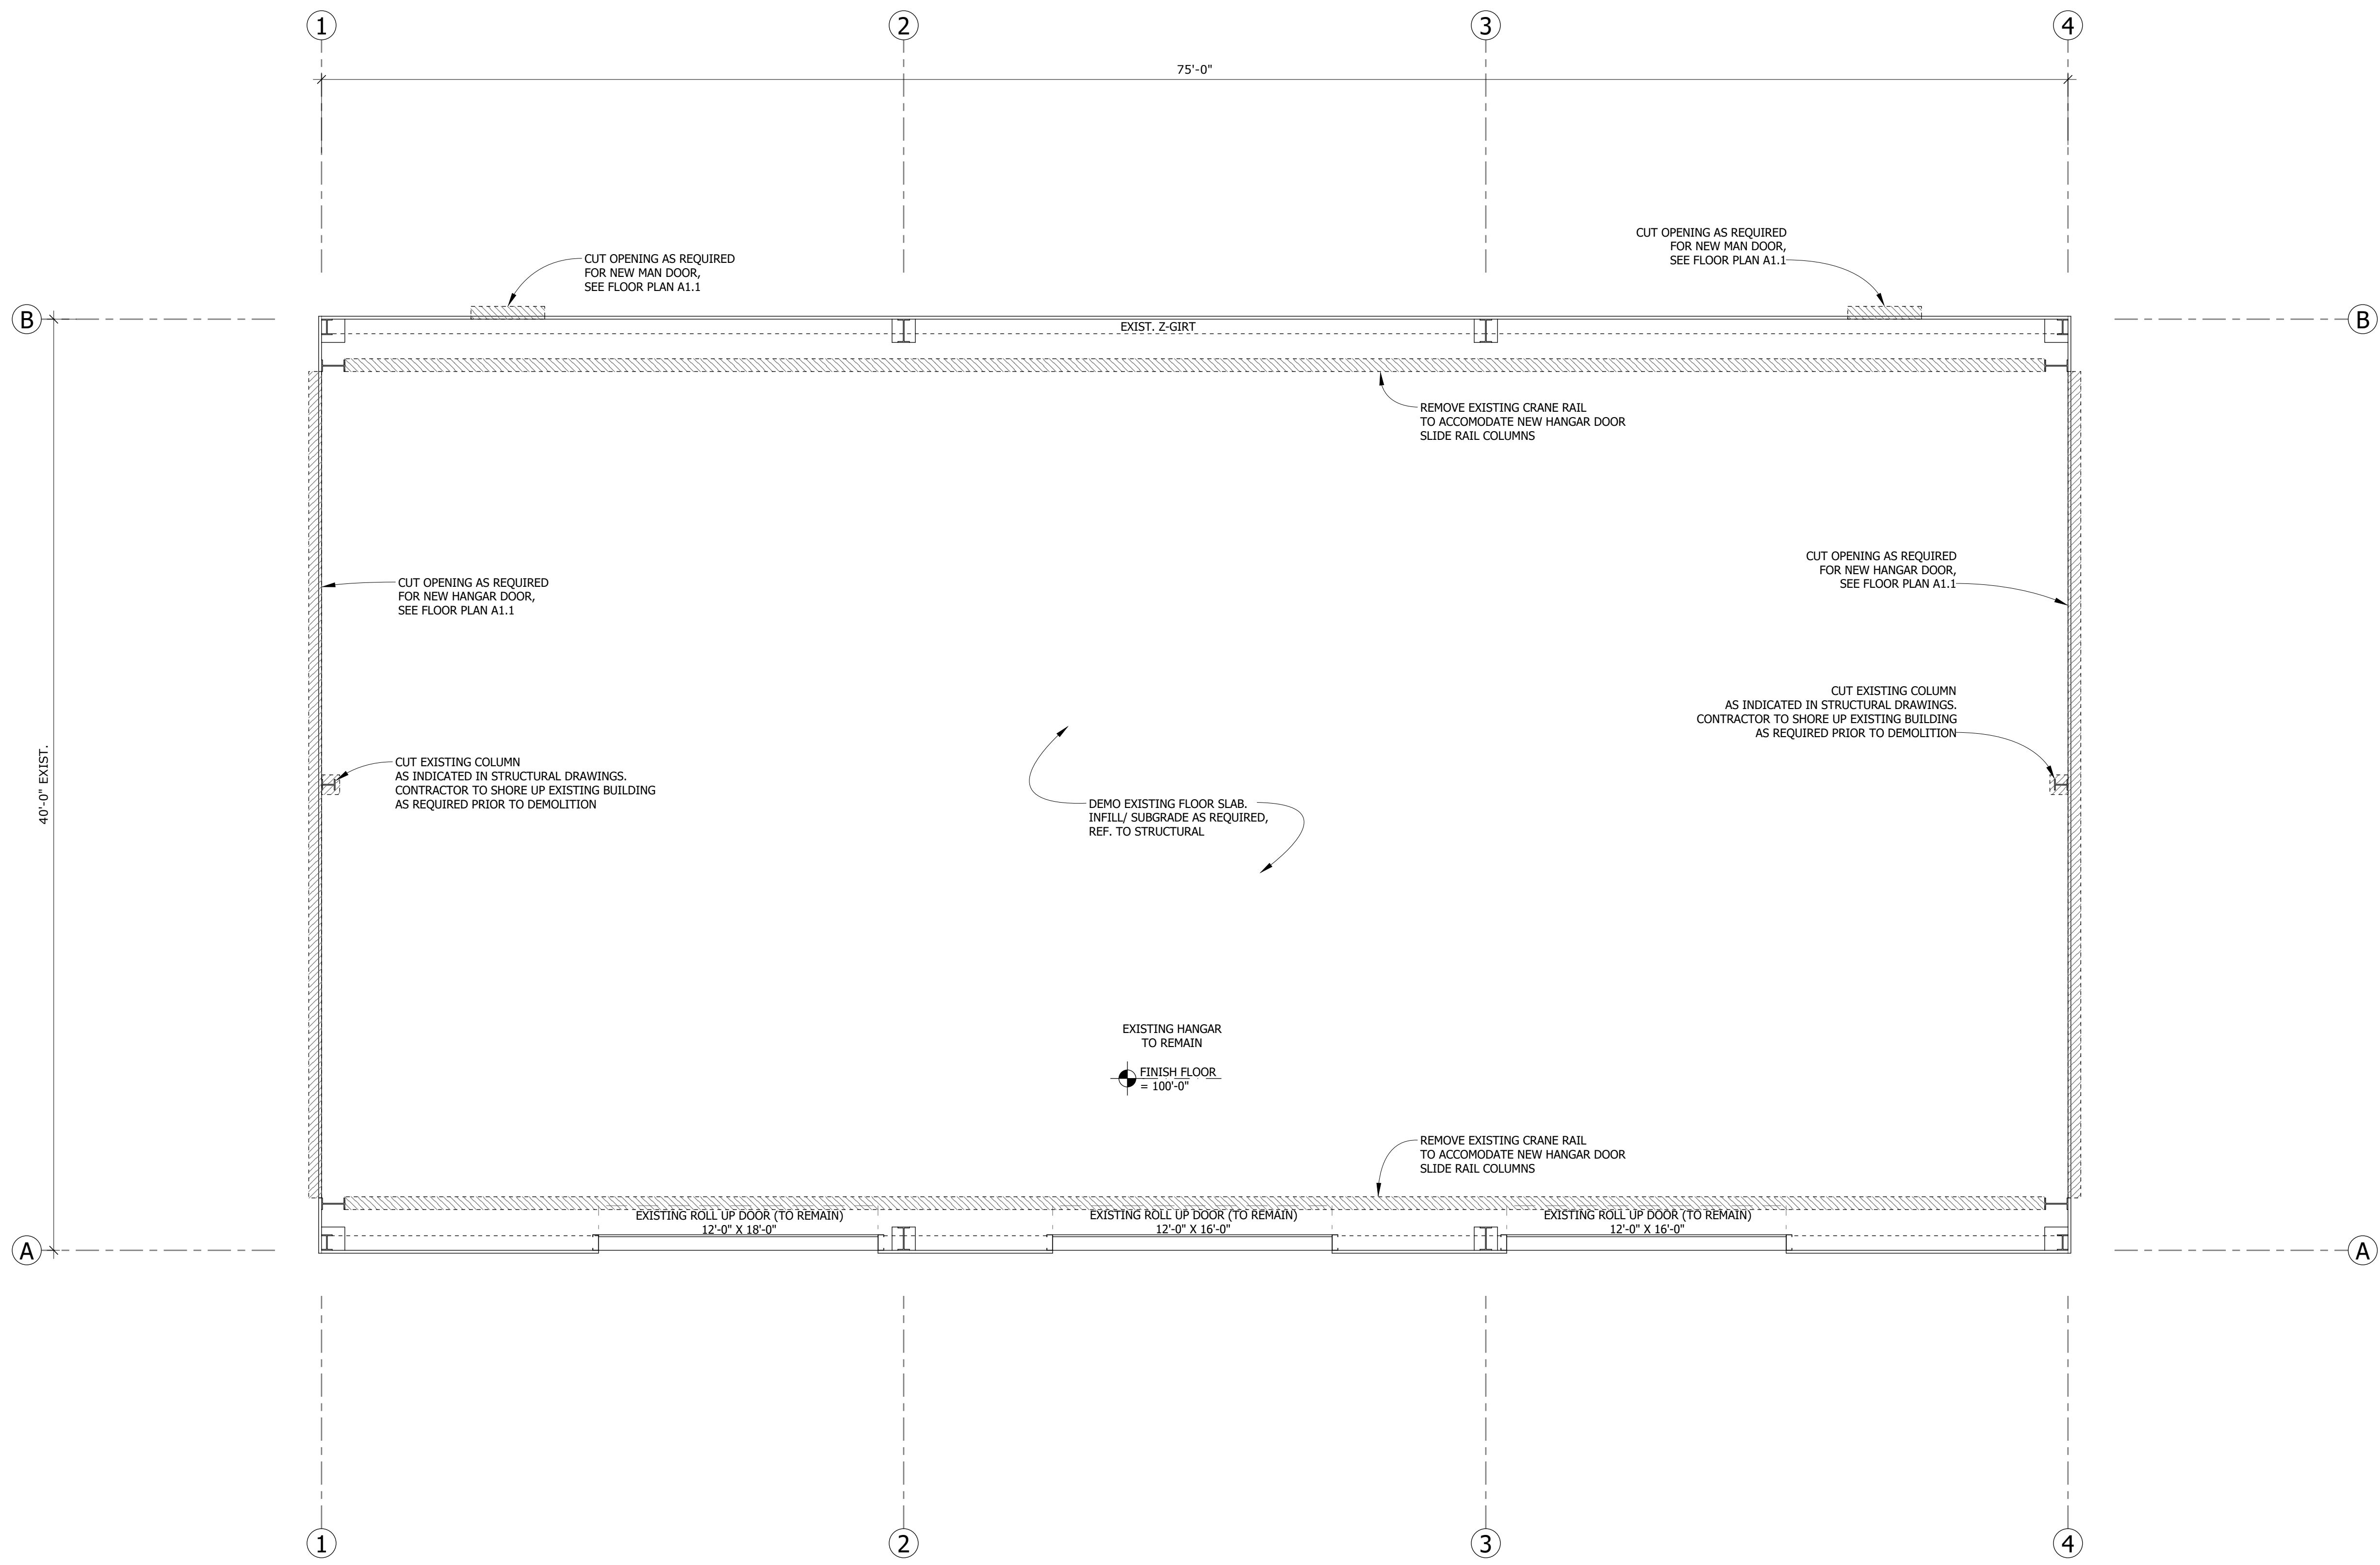 1
2
3
4
75'-0"
CUT OPENING AS REQUIRED
FOR NEW MAN DOOR,
SEE FLOOR PLAN A1.1
CUT OPENING AS REQUIRED
FOR NEW MAN DOOR,
SEE FLOOR PLAN A1.1
B
B
EXIST. Z-GIRT
REMOVE EXISTING CRANE RAIL
TO ACCOMODATE NEW HANGAR DOOR
SLIDE RAIL COLUMNS
CUT OPENING AS REQUIRED
FOR NEW HANGAR DOOR,
SEE FLOOR PLAN A1.1
CUT OPENING AS REQUIRED
FOR NEW HANGAR DOOR,
SEE FLOOR PLAN A1.1
40'-0" EXIST.
CUT EXISTING COLUMN
AS INDICATED IN STRUCTURAL DRAWINGS.
CONTRACTOR TO SHORE UP EXISTING BUILDING
AS REQUIRED PRIOR TO DEMOLITION
CUT EXISTING COLUMN
AS INDICATED IN STRUCTURAL DRAWINGS.
CONTRACTOR TO SHORE UP EXISTING BUILDING
AS REQUIRED PRIOR TO DEMOLITION
DEMO EXISTING FLOOR SLAB.
INFILL/ SUBGRADE AS REQUIRED,
REF. TO STRUCTURAL
EXISTING HANGAR
TO REMAIN
FINISH FLOOR
= 100'-0"
REMOVE EXISTING CRANE RAIL
TO ACCOMODATE NEW HANGAR DOOR
SLIDE RAIL COLUMNS
EXISTING ROLL UP DOOR (TO REMAIN)
12'-0" X 18'-0"
EXISTING ROLL UP DOOR (TO REMAIN)
12'-0" X 16'-0"
EXISTING ROLL UP DOOR (TO REMAIN)
12'-0" X 16'-0"
A
A
1
2
3
4